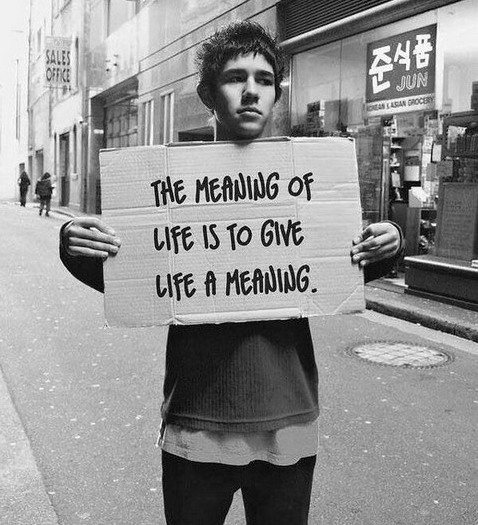 SALES
OFFICE
준식품
JUN
KOREAN & ASIAN GROCERY
THE MEANING OF
LIFE IS TO GIVE
LIFE A MEANING.